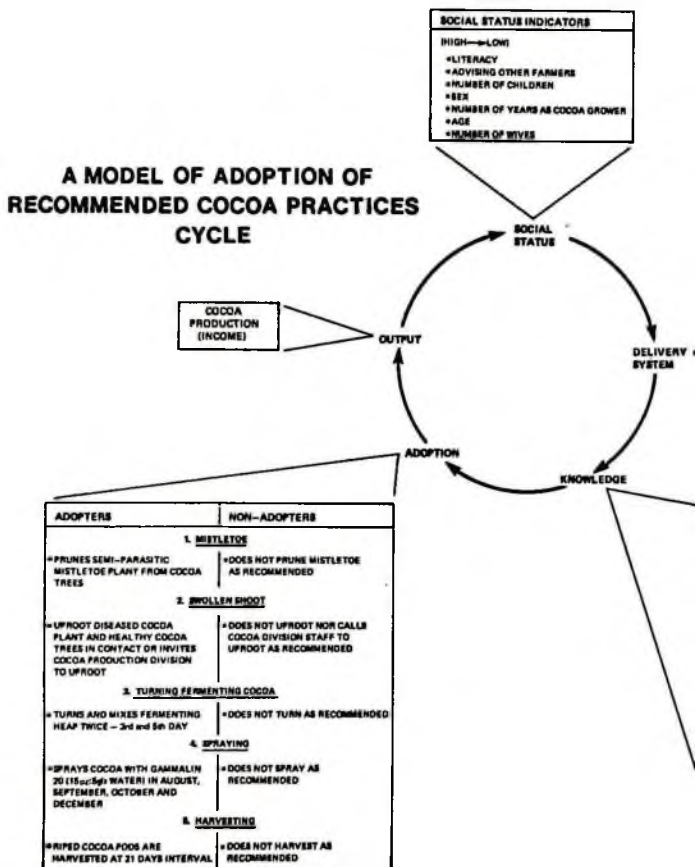 SOCIAL STATUS INDICATORS
(HIGH→LOW)
*LITERACY
*ADVISING OTHER FARMERS
*NUMBER OF CHILDREN
*SEX
*NUMBER OF YEARS AS COCOA GROWER
*AGE
*NUMBER OF WIVES
A MODEL OF ADOPTION OF
RECOMMENDED COCOA PRACTICES
CYCLE
SOCIAL
STATUS
COCOA
PRODUCTION
(INCOME)
OUTPUT
DELIVERY
SYSTEM
ADOPTION
KNOWLEDGE
ADOPTERS
NON-ADOPTERS
1. MISTLETOE
*PRUNES SEMI-PARASITIC
MISTLETOE PLANT FROM COCOA
TREES
*DOES NOT PRUNE MISTLETOE
AS RECOMMENDED
2. SWOLLEN SHOOT
*UPROOT DISEASED COCOA
PLANT AND HEALTHY COCOA
TREES IN CONTACT OR INVITES
COCOA PRODUCTION DIVISION
TO UPROOT
*DOES NOT UPROOT NOR CALLS
COCOA DIVISION STAFF TO
UPROOT AS RECOMMENDED
3. TURNING FERMENTING COCOA
*TURNS AND MIXES FERMENTING
HEAP TWICE - 3rd and 5th DAY
*DOES NOT TURN AS RECOMMENDED
4. SPRAYING
*SPRAYS COCOA WITH GAMMALIN
20 WATER) IN AUGUST,
SEPTEMBER, OCTOBER AND
DECEMBER
*DOES NOT SPRAY AS
RECOMMENDED
5. HARVESTING
*RIPED COCOA PODS ARE
HARVESTED AT 21 DAYS INTERVAL
*DOES NOT HARVEST AS
RECOMMENDED